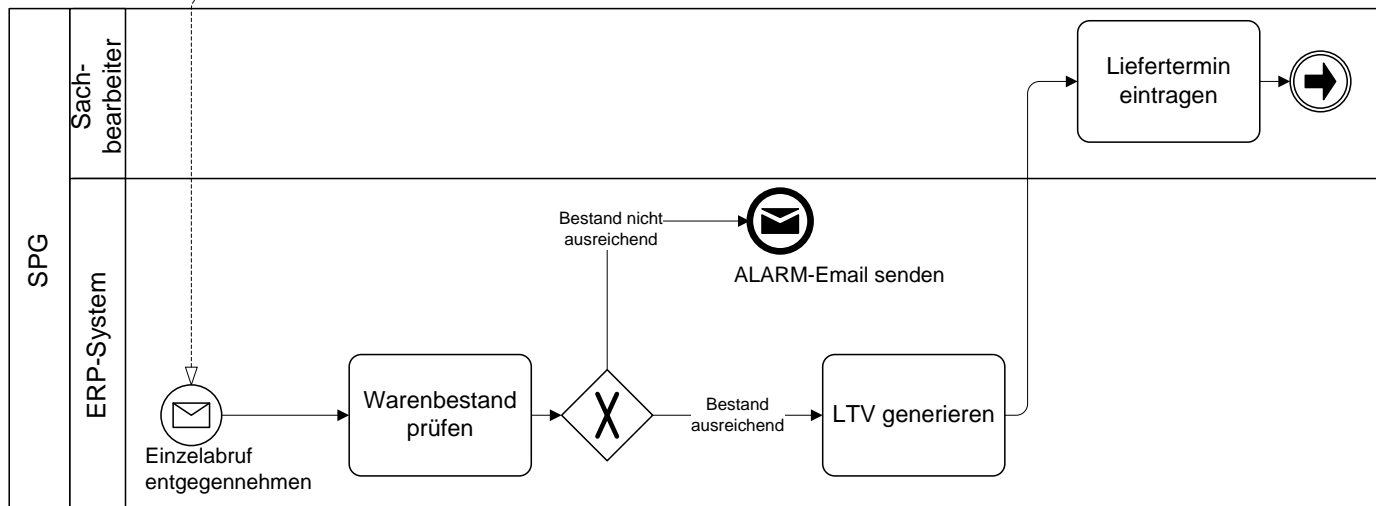 SPG
Sach-
bearbeiter
Liefertermin
eintragen
ERP-System
Bestand nicht
ausreichend
ALARM-Email senden
Einzelabruf
entgegennehmen
Warenbestand
prüfen
X
Bestand
ausreichend
LTV generieren